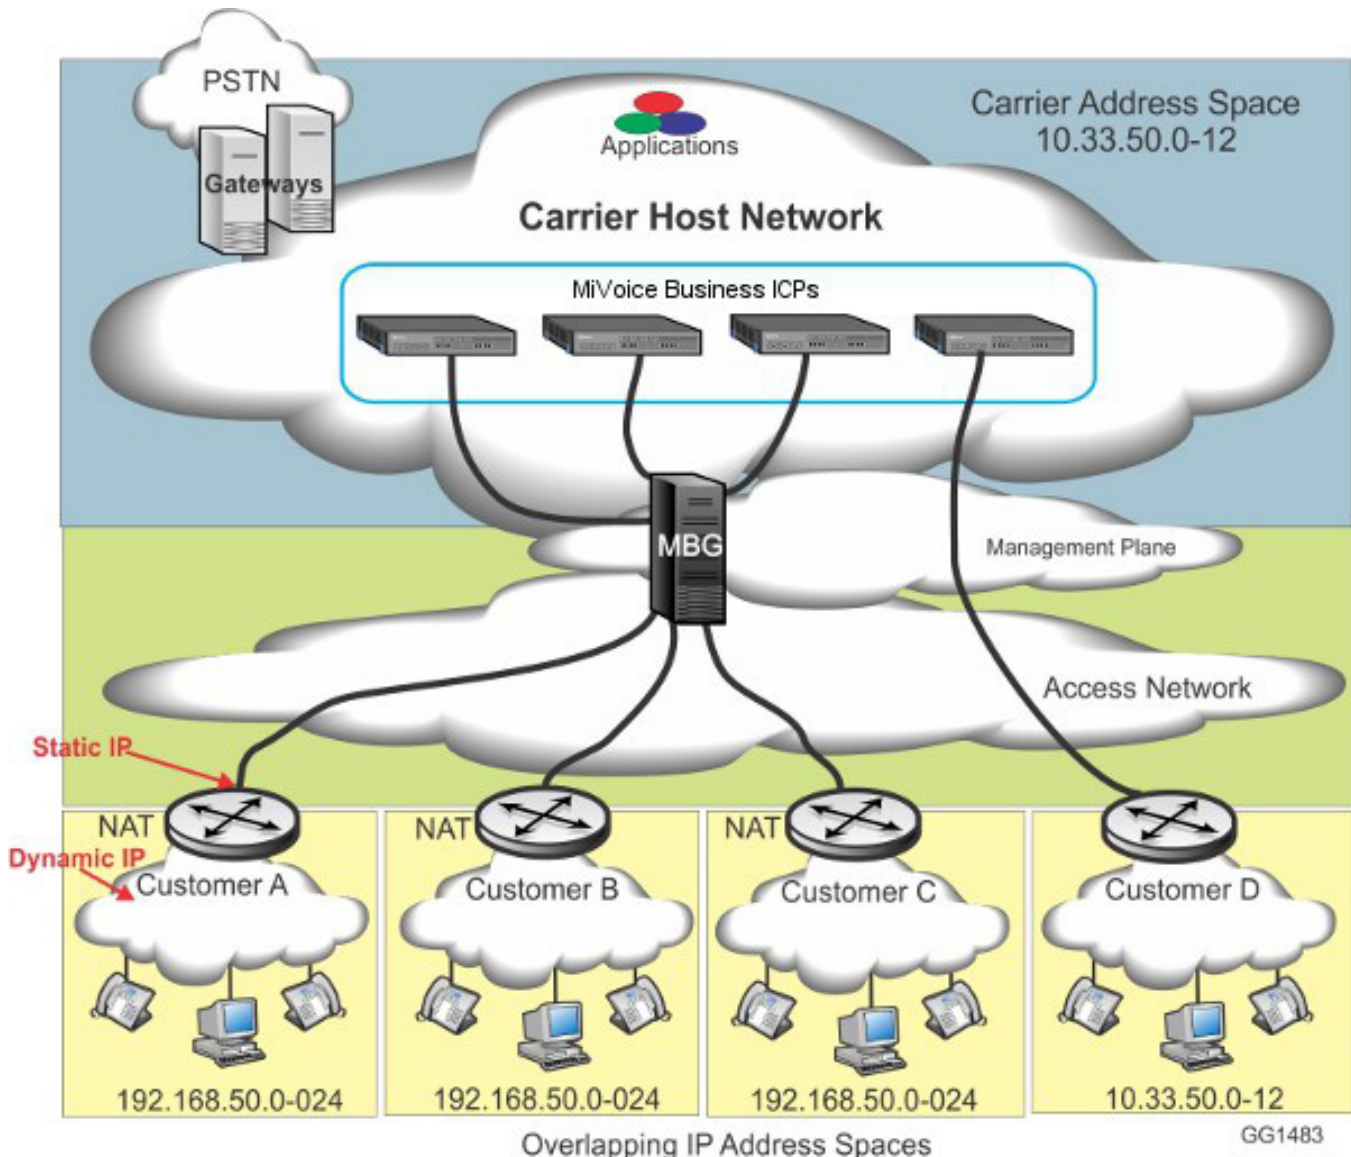 PSTN
Gateways
Applications
Carrier Address Space
10.33.50.0-12
Carrier Host Network
MiVoice Business ICPs
MBG
Management Plane
Access Network
Static IP
NAT
NAT
NAT
Dynamic IP
Customer A
Customer B
Customer C
Customer D
192.168.50.0-024
192.168.50.0-024
192.168.50.0-024
10.33.50.0-12
Overlapping IP Address Spaces
GG1483